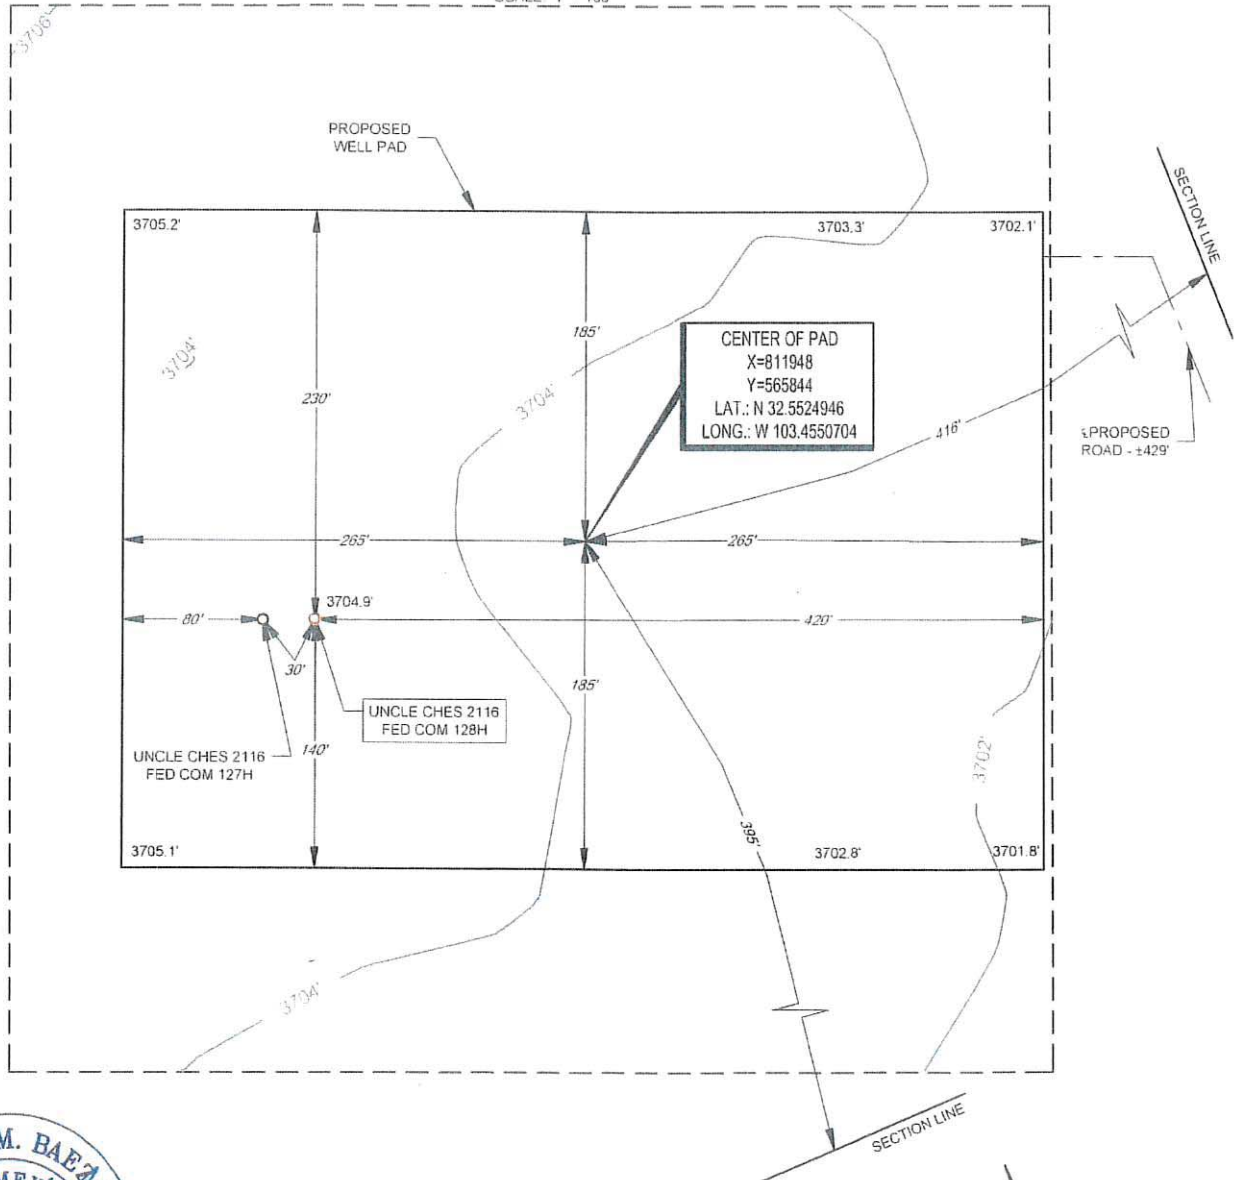 3706'
PROPOSED
WELL PAD
SECTION LINE
3705.2'
3703.3'
3702.1'
185'
3704'
CENTER OF PAD
X=811948
Y=565844
LAT.: N 32.5524946
LONG.: W 103.4550704
230'
3704'
416'
PROPOSED
ROAD - ±429'
265'
265'
3704.9'
80'
420'
30'
185'
UNCLE CHES 2116
FED COM 128H
UNCLE CHES 2116
FED COM 127H
140'
3702'
395'
3705.1'
3702.8'
3701.8'
3704'
SECTION LINE
M. BAEZ